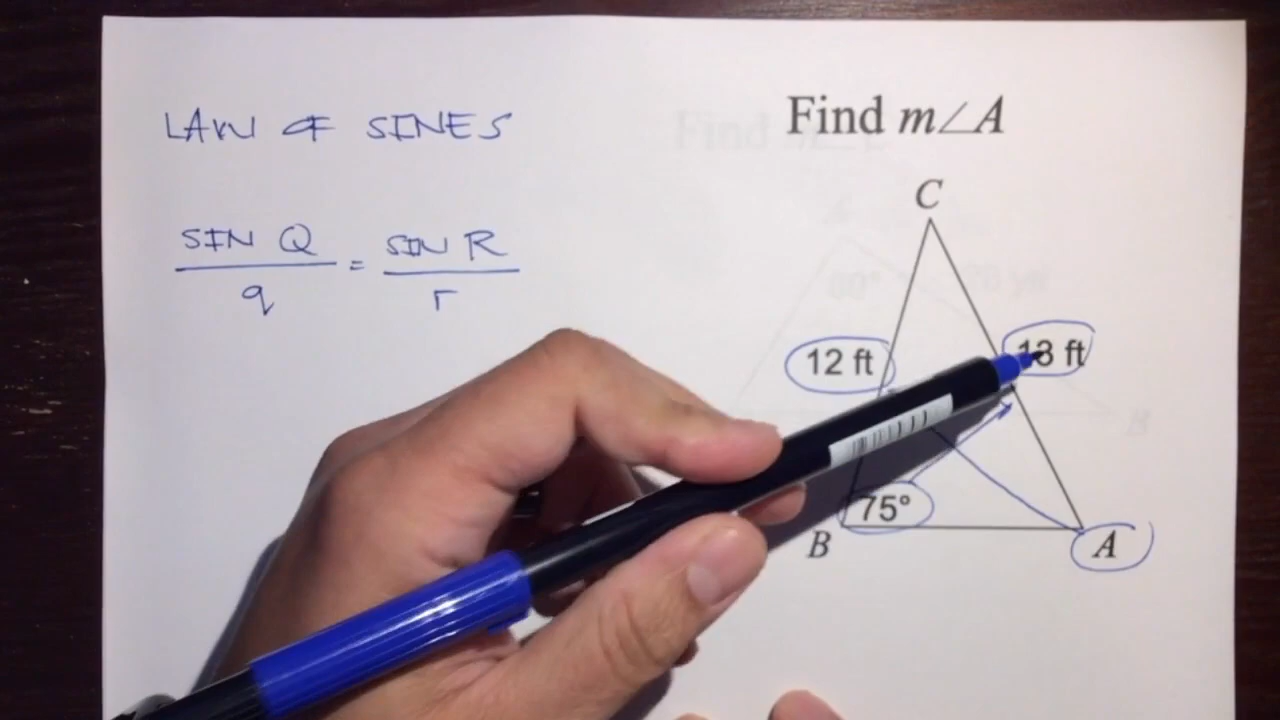 LAW OF SINES
SIN Q
q
=
SIN R
r
Find m∠A
C
12 ft
13 ft
75°
B
A